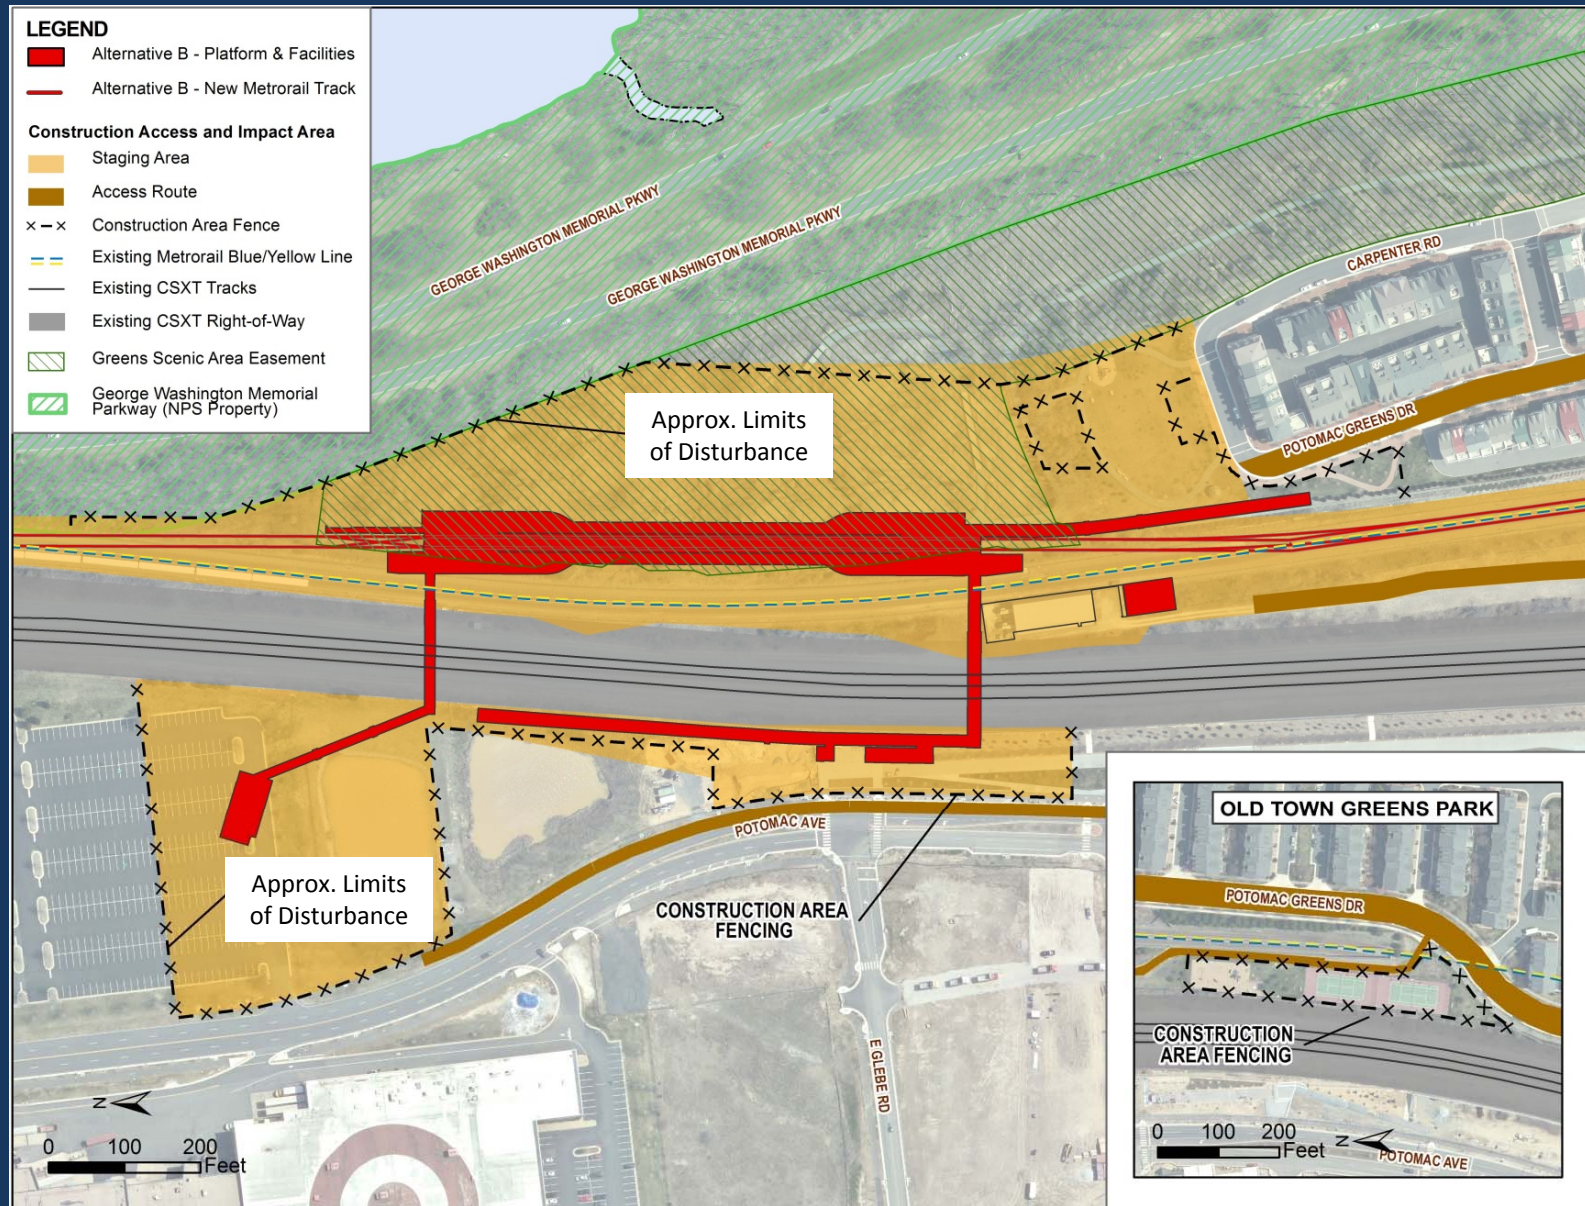 LEGEND
Alternative B - Platform & Facilities
Alternative B - New Metrorail Track
Construction Access and Impact Area
Staging Area
Access Route
Construction Area Fence
Existing Metrorail Blue/Yellow Line
Existing CSXT Tracks
Existing CSXT Right-of-Way
Greens Scenic Area Easement
George Washington Memorial
Parkway (NPS Property)
GEORGE WASHINGTON MEMORIAL PKWY
GEORGE WASHINGTON MEMORIAL PKWY
CARPENTER RD
POTOMAC GREENS DR
Approx. Limits
of Disturbance
POTOMAC AVE
Approx. Limits
of Disturbance
CONSTRUCTION AREA
FENCING
E GLEBE RD
N
0 100 200
Feet
OLD TOWN GREENS PARK
POTOMAC GREENS DR
CONSTRUCTION
AREA FENCING
0 100 200
Feet
N
POTOMAC AVE